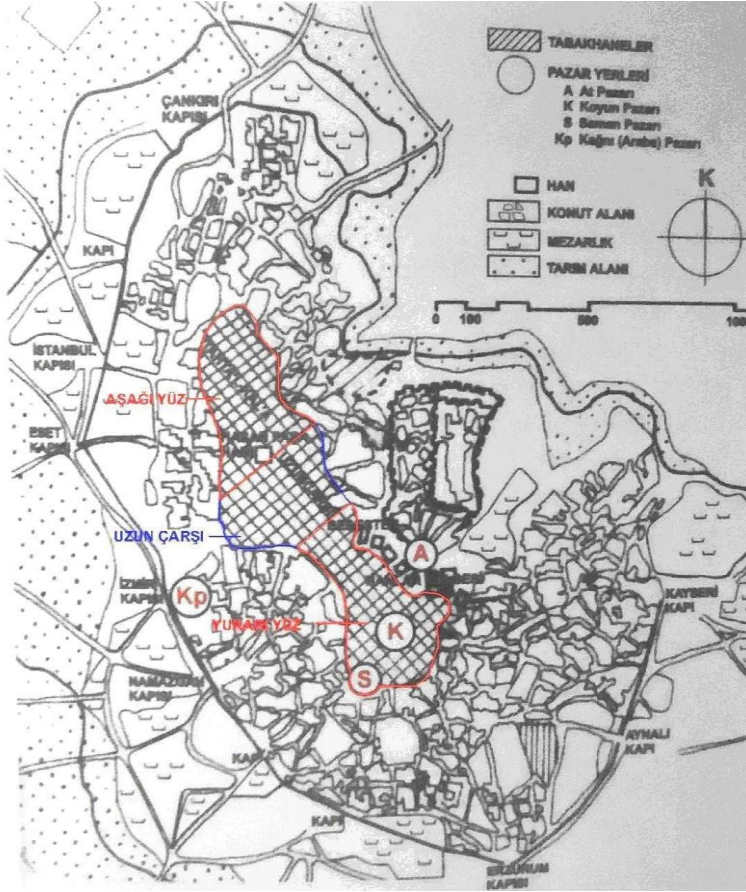 TABAKHANELER
PAZAR YERLERİ
A At Pazarı
K Koyun Pazarı
S Saman Pazarı
Kp Kağnı (Araba) Pazarı
HAN
KONUT ALANI
MEZARLIK
TARIM ALANI
K
0 100 500
ÇANKIRI
KAPISI
KAPI
İSTANBUL
KAPISI
AŞAĞI YÜZ
ESET
KAPISI
UZUN ÇARŞI
A
İZMİR
KAPISI
Kp
KAYSERİ
KAPI
YUKARI YÜZ
K
NAMAZGAH
KAPISI
S
AYNALI
KAPI
KAPI
KAPI
ERZURUM
KAPISI